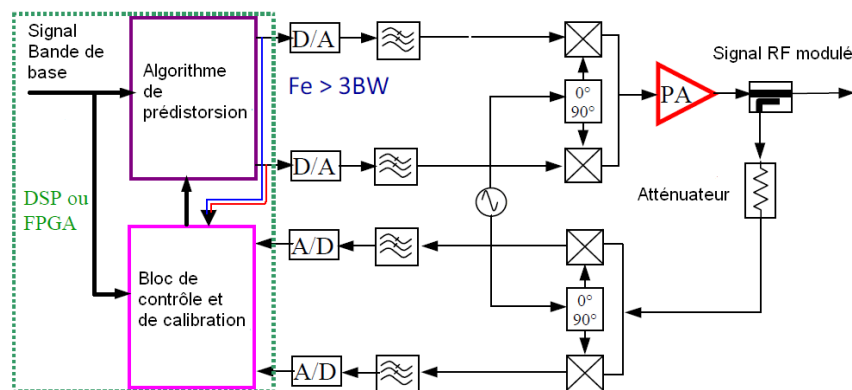 Signal
Bande de
base
Algorithme
de
prédistorsion
D/A
Fe > 3BW
0°
90°
PA
Signal RF modulé
D/A
Atténuateur
DSP ou
FPGA
A/D
Bloc de
contrôle et
de calibration
0°
90°
A/D